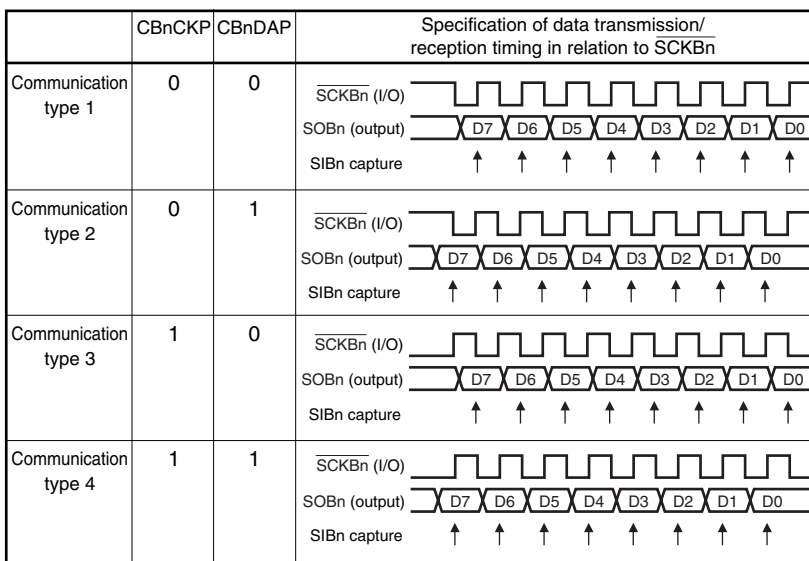 CBnCKP CBnDAP Specification of data transmission/
reception timing in relation to SCKBn
Communication type 1 0 0
SCKBn (I/O)
SOBn (output) D7 D6 D5 D4 D3 D2 D1 D0
SIBn capture
Communication type 2 0 1
SCKBn (I/O)
SOBn (output) D7 D6 D5 D4 D3 D2 D1 D0
SIBn capture
Communication type 3 1 0
SCKBn (I/O)
SOBn (output) D7 D6 D5 D4 D3 D2 D1 D0
SIBn capture
Communication type 4 1 1
SCKBn (I/O)
SOBn (output) D7 D6 D5 D4 D3 D2 D1 D0
SIBn capture